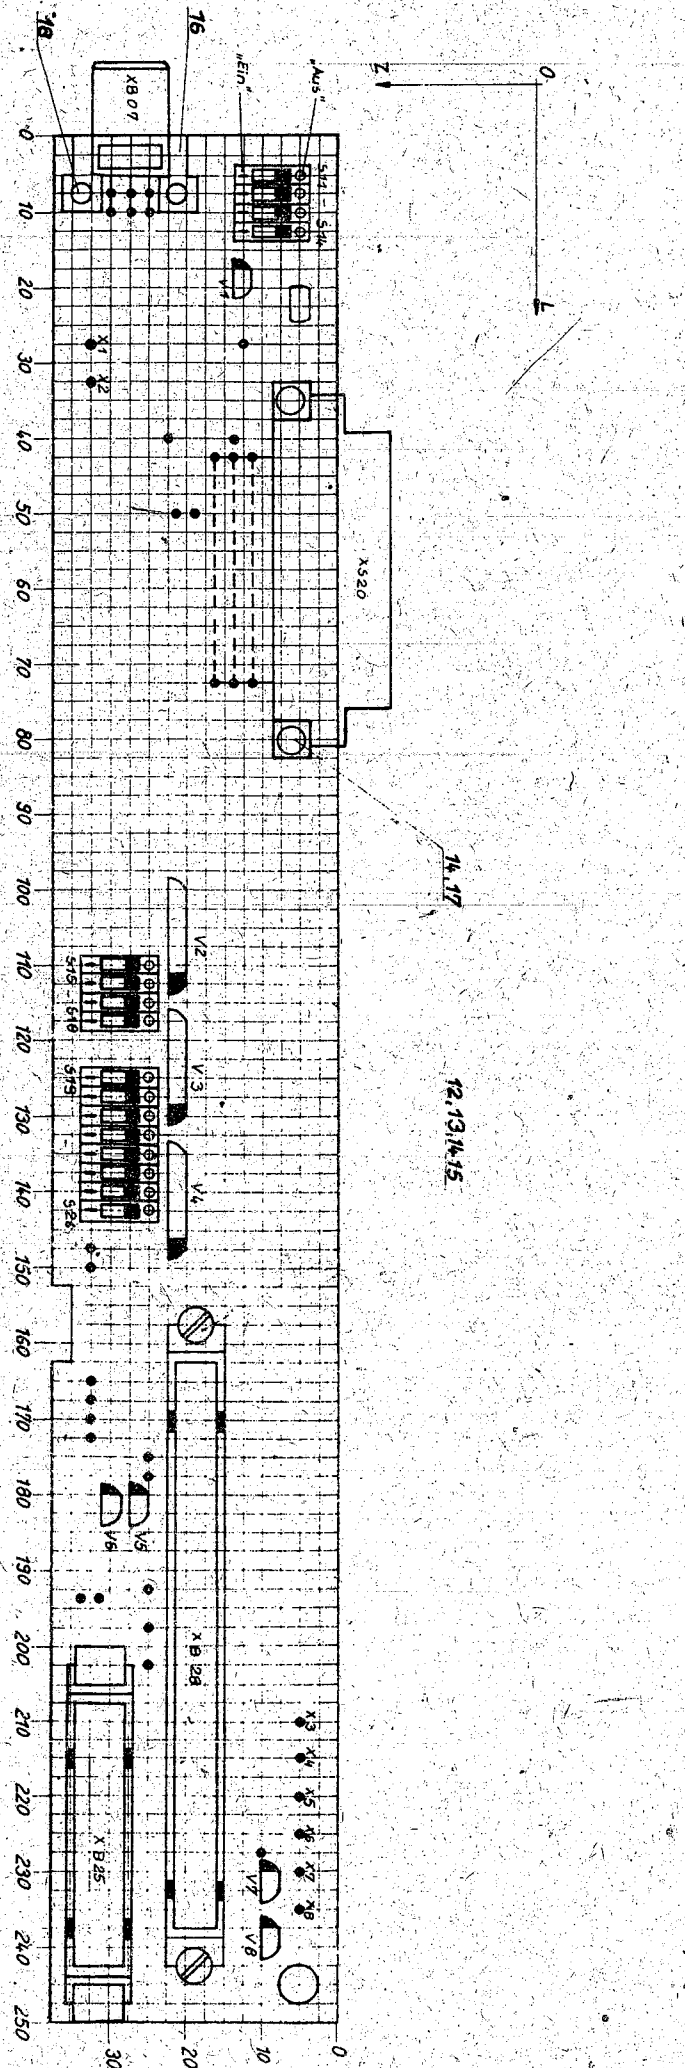 0
L
Z
„Aus"
„Ein"
16
18
XB07
S11 - S14
V1
X1 X2
XS20
14,17
12,13,14,15
V2
V3
V4
S15 - S18
S19 - S26
V5
V6
XB28
XB25
X3 X4 X5 X6 X7 X8
V7
V8
0 10 20 30 40 50 60 70 80 90 100 110 120 130 140 150 160 170 180 190 200 210 220 230 240 250
30 20 10 0